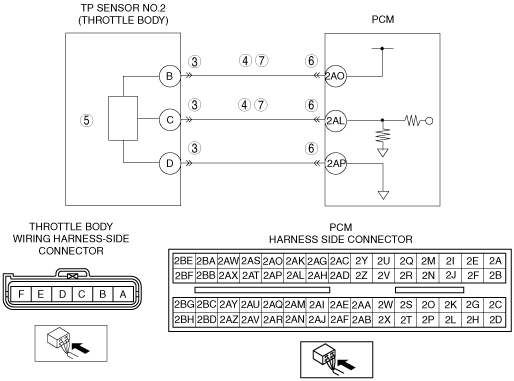 TP SENSOR NO.2
(THROTTLE BODY)
PCM
B 3 4 7 6 2AO
C 3 4 7 6 2AL
5
D 3 6 2AP
THROTTLE BODY
WIRING HARNESS-SIDE
CONNECTOR
F E D C B A
PCM
HARNESS SIDE CONNECTOR
2BE 2BA 2AW 2AS 2AO 2AK 2AG 2AC 2Y 2U 2Q 2M 2I 2E 2A
2BF 2BB 2AX 2AT 2AP 2AL 2AH 2AD 2Z 2V 2R 2N 2J 2F 2B
2BG 2BC 2AY 2AU 2AQ 2AM 2AI 2AE 2AA 2W 2S 2O 2K 2G 2C
2BH 2BD 2AZ 2AV 2AR 2AN 2AJ 2AF 2AB 2X 2T 2P 2L 2H 2D